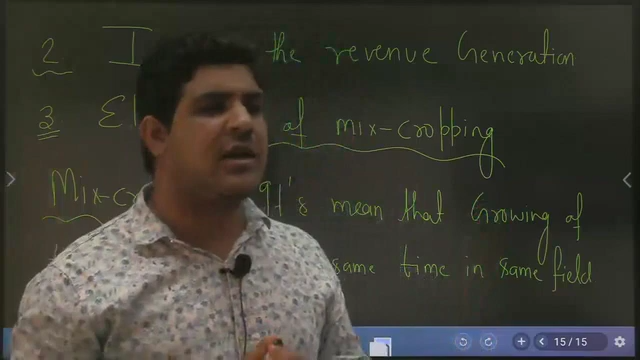 2 the revenue Generation
3 of mix-cropping
Mix- It's mean that Growing of
same time in same field
15/15